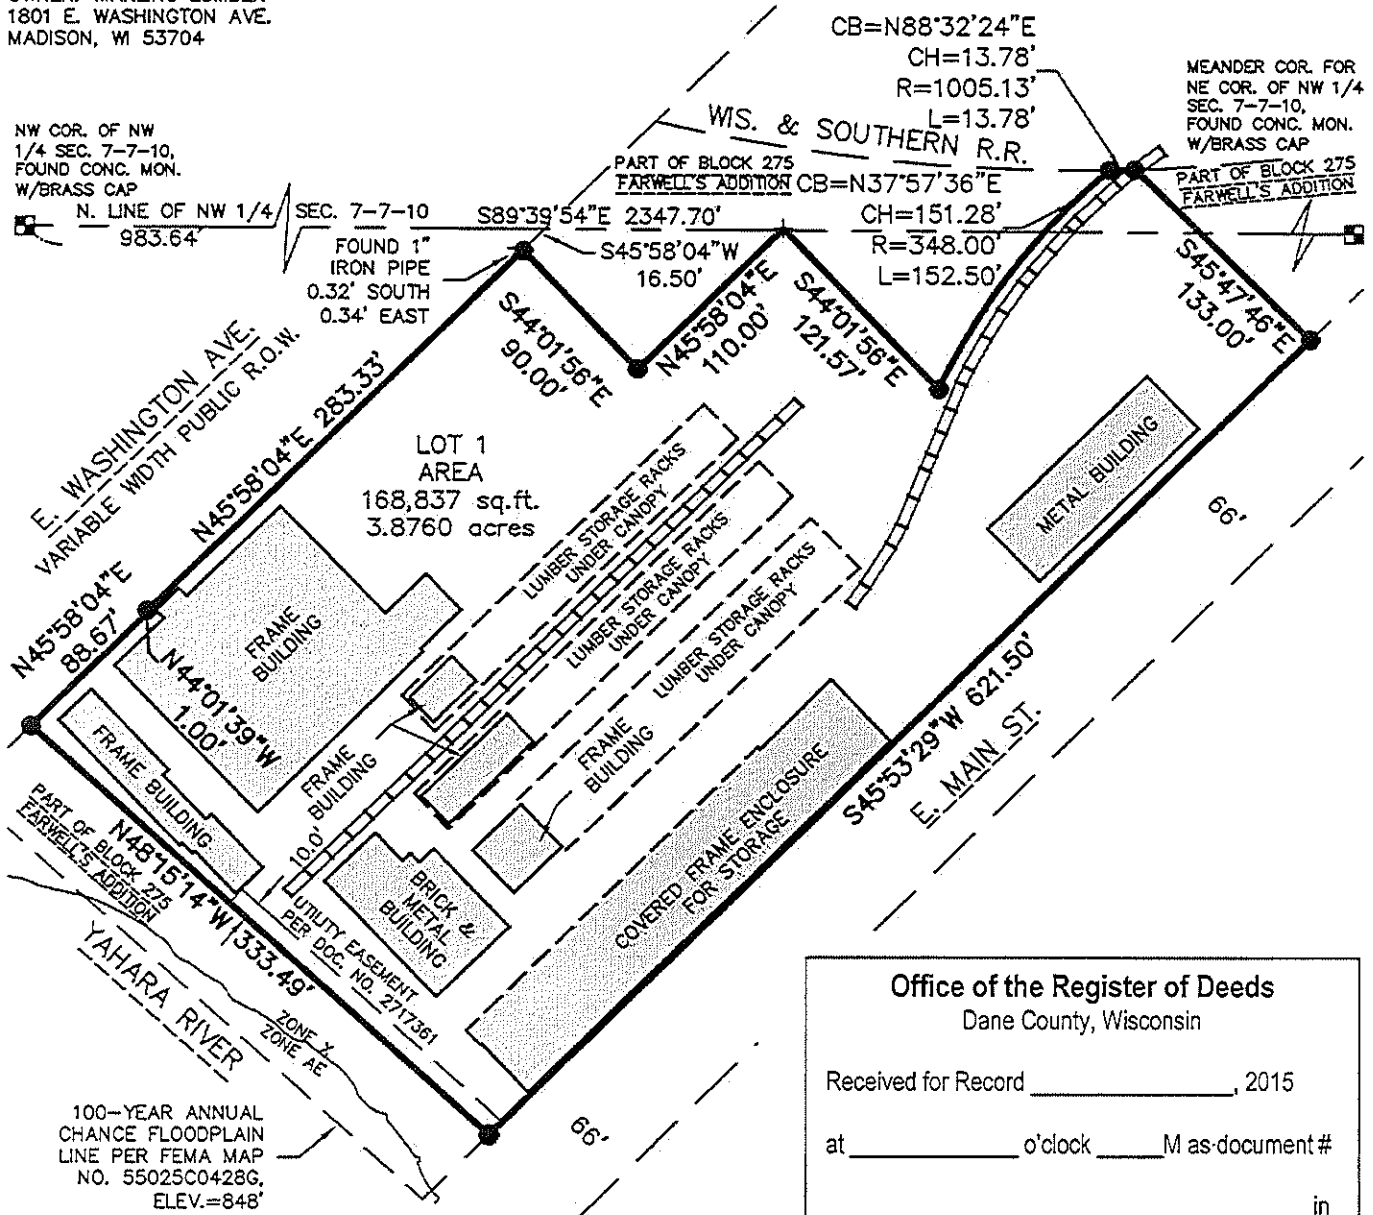 1801 E. WASHINGTON AVE.
MADISON, WI 53704
NW COR. OF NW
1/4 SEC. 7-7-10,
FOUND CONC. MON.
W/BRASS CAP
N. LINE OF NW 1/4
SEC. 7-7-10
983.64'
S89°39'54"E 2347.70'
FOUND 1"
IRON PIPE
0.32' SOUTH
0.34' EAST
S45°58'04"W
16.50'
WIS. & SOUTHERN R.R.
PART OF BLOCK 275
FARWELL'S ADDITION
CB=N88°32'24"E
CH=13.78'
R=1005.13'
L=13.78'
CB=N37°57'36"E
CH=151.28'
R=348.00'
L=152.50'
MEANDER COR. FOR
NE COR. OF NW 1/4
SEC. 7-7-10,
FOUND CONC. MON.
W/BRASS CAP
PART OF BLOCK 275
FARWELL'S ADDITION
S44°01'56"E
90.00'
N45°58'04"E
110.00'
S44°01'56"E
121.57'
S45°47'46"E
133.00'
E. WASHINGTON AVE.
VARIABLE WIDTH PUBLIC R.O.W.
N45°58'04"E 283.33'
N45°58'04"E
88.67'
N44°01'39"W
1.00'
LOT 1
AREA
168,837 sq.ft.
3.8760 acres
LUMBER STORAGE RACKS
UNDER CANOPY
LUMBER STORAGE RACKS
UNDER CANOPY
LUMBER STORAGE RACKS
UNDER CANOPY
METAL BUILDING
66'
FRAME
BUILDING
FRAME BUILDING
FRAME
BUILDING
FRAME
BUILDING
10.0'
BRICK &
METAL
BUILDING
COVERED FRAME ENCLOSURE
FOR STORAGE
S45°53'29"W 621.50'
E. MAIN ST.
PART OF
BLOCK 275
FARWELL'S
ADDITION
N48°15'14"W 333.49'
UTILITY EASEMENT
PER DOC. NO. 2717361
YAHARA RIVER
ZONE X
ZONE AE
66'
100-YEAR ANNUAL
CHANCE FLOODPLAIN
LINE PER FEMA MAP
NO. 55025C0428G,
ELEV.=848'
Office of the Register of Deeds
Dane County, Wisconsin
Received for Record ____________, 2015
at ____________ o'clock _____M as document #
in